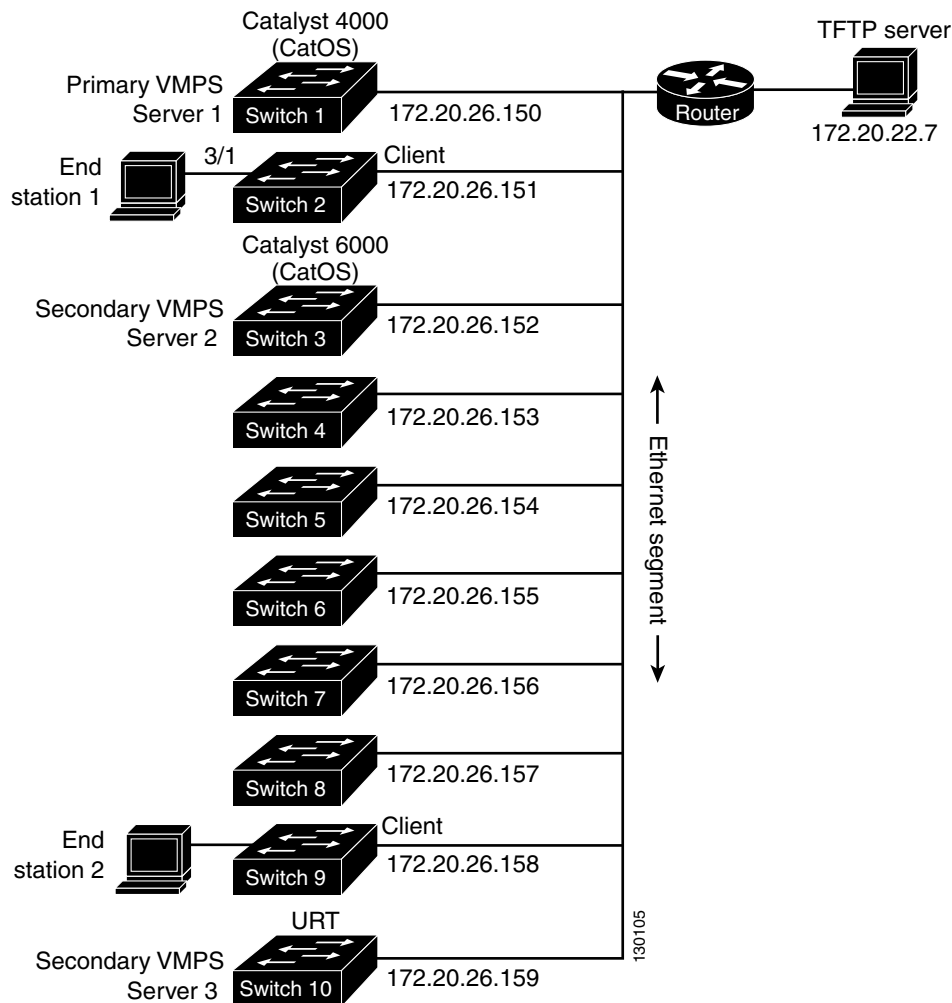 Catalyst 4000
(CatOS)
TFTP server
Primary VMPS
Server 1
Switch 1
172.20.26.150
Router
172.20.22.7
End
station 1
3/1
Switch 2
Client
172.20.26.151
Catalyst 6000
(CatOS)
Secondary VMPS
Server 2
Switch 3
172.20.26.152
Switch 4
172.20.26.153
Switch 5
172.20.26.154
Ethernet segment
Switch 6
172.20.26.155
Switch 7
172.20.26.156
Switch 8
172.20.26.157
End
station 2
Switch 9
Client
172.20.26.158
URT
Secondary VMPS
Server 3
Switch 10
172.20.26.159
130105